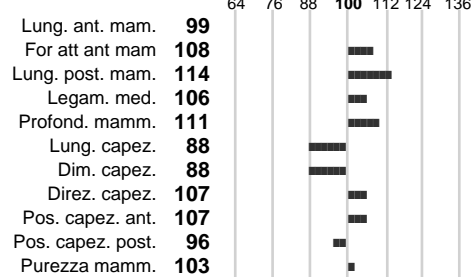 64 76 88 100 112 124 136
Lung. ant. mam. 99
For att ant mam 108
Lung. post. mam. 114
Legam. med. 106
Profond. mamm. 111
Lung. capez. 88
Dim. capez. 88
Direz. capez. 107
Pos. capez. ant. 107
Pos. capez. post. 96
Purezza mamm. 103